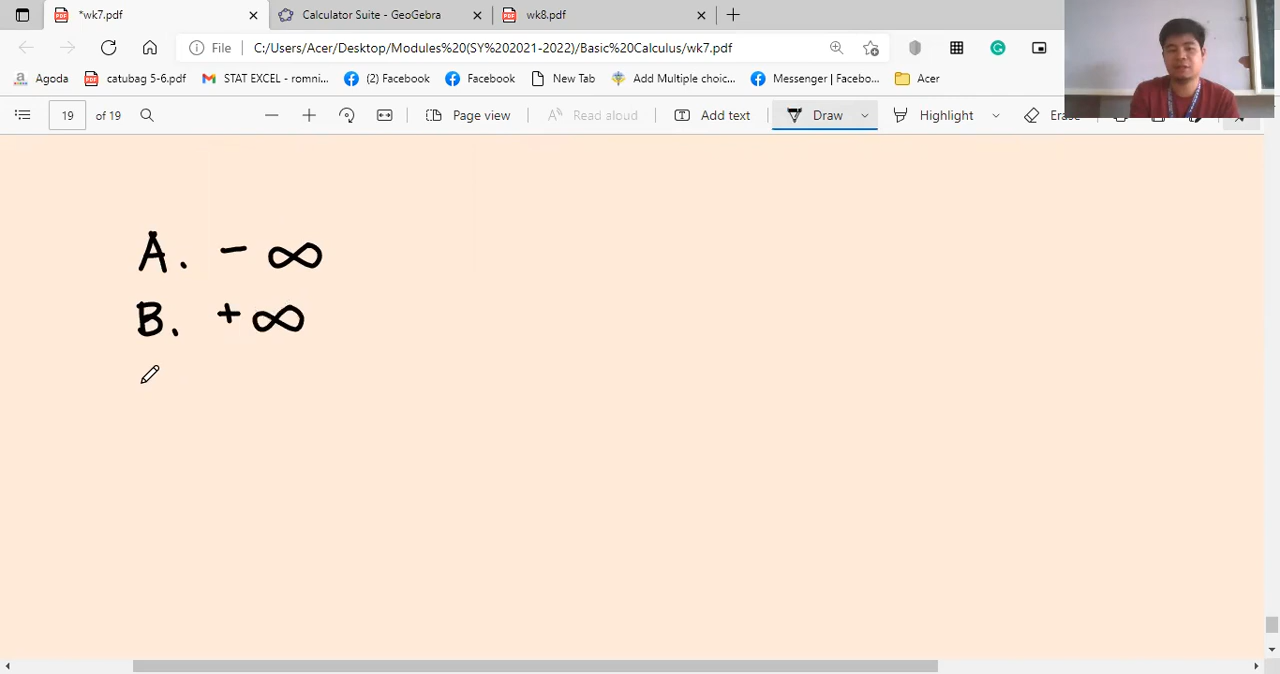 *wk7.pdf
Calculator Suite - GeoGebra
wk8.pdf
File C:/Users/Acer/Desktop/Modules%20(SY%202021-2022)/Basic%20Calculus/wk7.pdf
Agoda catubag 5-6.pdf STAT EXCEL - romni... (2) Facebook Facebook New Tab Add Multiple choic... Messenger | Facebo... Acer
19 of 19 Page view Read aloud Add text Draw Highlight
A. - ∞
B. + ∞